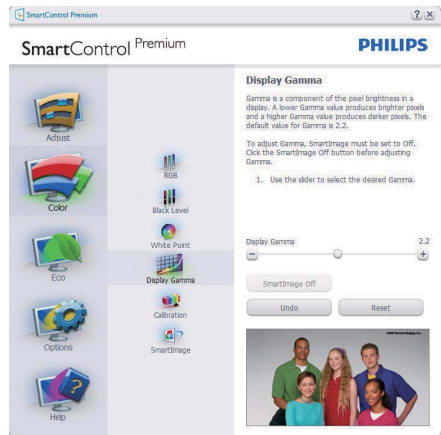 SmartControl Premium
? ×
SmartControl Premium
PHILIPS
Adjust
Color
Eco
Options
Help
RGB
Black Level
White Point
Display Gamma
Calibration
SmartImage
Display Gamma
Gamma is a component of the pixel brightness in a
display. A lower Gamma value produces brighter pixels
and a higher Gamma value produces darker pixels. The
default value for Gamma is 2.2.
To adjust Gamma, SmartImage must be set to Off.
Click the SmartImage Off button before adjusting
Gamma.
1. Use the slider to select the desired Gamma.
Display Gamma 2.2
SmartImage Off
Undo Reset